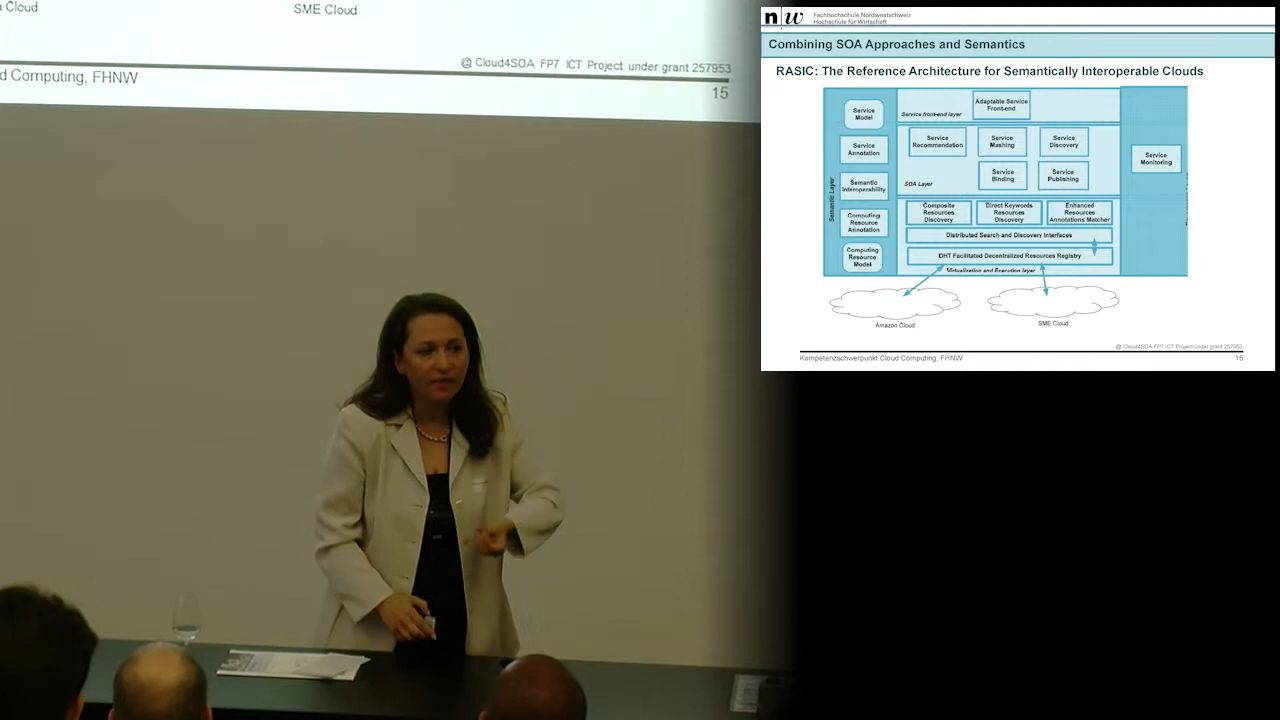 Cloud
SME Cloud
@ Cloud4SOA FP7 ICT Project under grant 257953
d Computing, FHNW
15
n w
Fachhochschule Nordwestschweiz
Hochschule für Wirtschaft
Combining SOA Approaches and Semantics
RASIC: The Reference Architecture for Semantically Interoperable Clouds
Semantic Layer
Service
Model
Service
Annotation
Semantic
Interoperability
Computing
Resource
Annotation
Computing
Resource
Model
Adaptable Service
Front-end
Service front-end layer
Service
Recommendation
Service
Mashing
Service
Discovery
Service
Binding
Service
Publishing
SOA Layer
Composite
Resources
Discovery
Direct Keywords
Resources
Discovery
Enhanced
Resources
Annotations Matcher
Distributed Search and Discovery Interfaces
DHT Facilitated Decentralized Resources Registry
Virtualization and Execution layer
Service
Monitoring
Amazon Cloud
SME Cloud
@ Cloud4SOA FP7 ICT Project under grant 257953
Kompetenzschwerpunkt Cloud Computing, FHNW
15